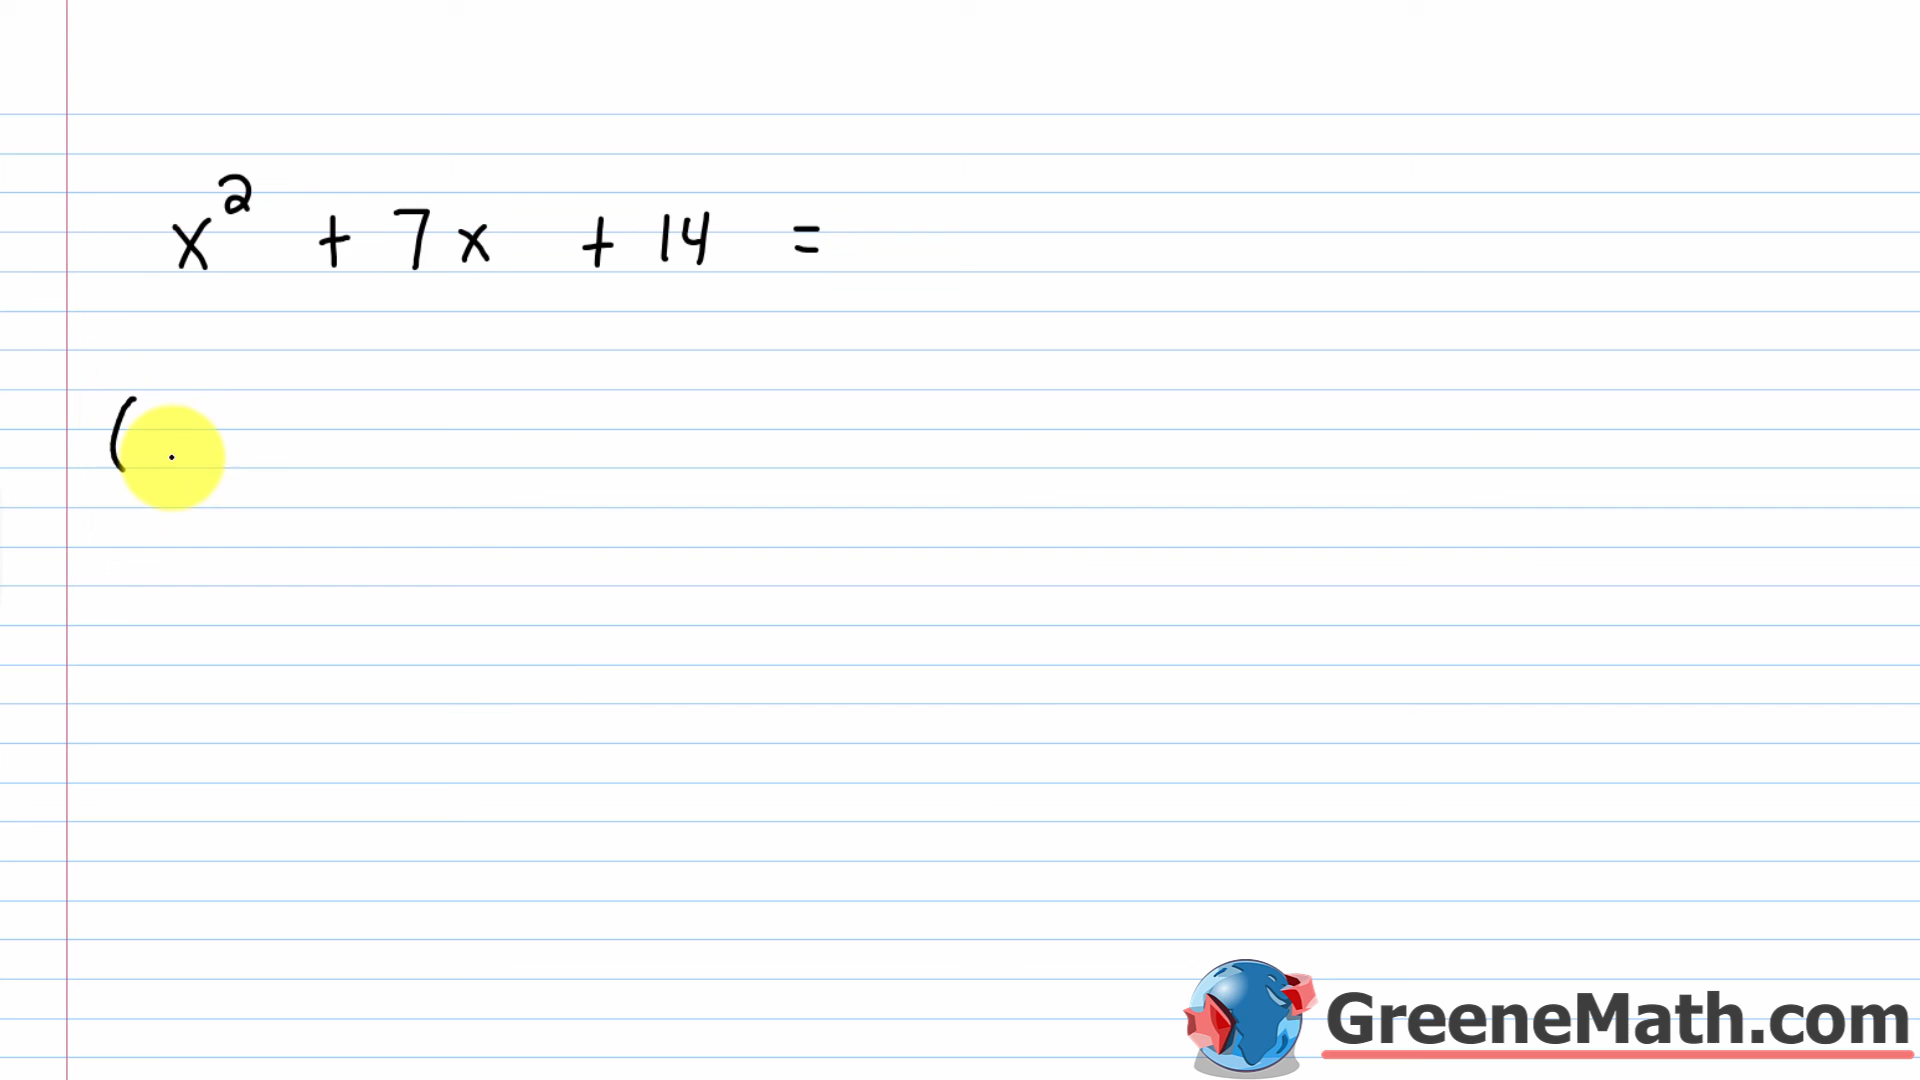 x² + 7x + 14 =
(
GreeneMath.com